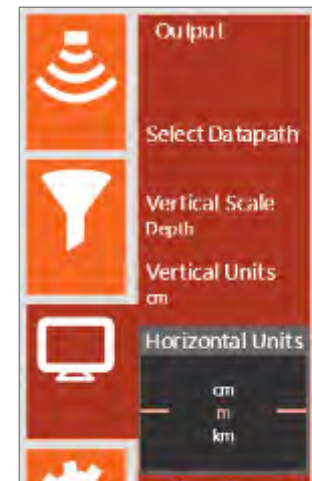 Output
Select Datapath
Vertical Scale
Depth
Vertical Units
cm
Horizontal Units
cm
m
km